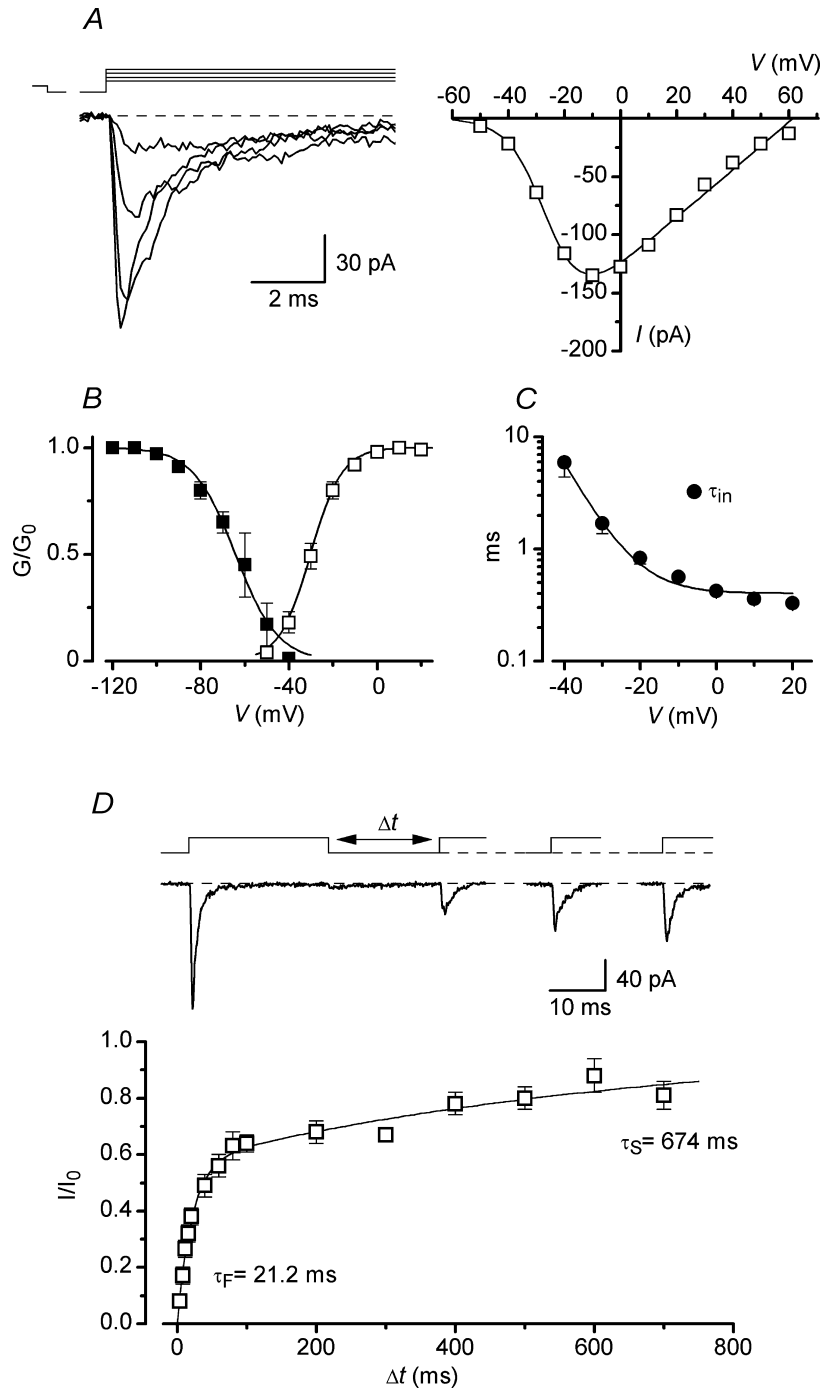 A
30 pA
2 ms
V (mV)
-60 -40 -20 0 20 40 60
-50
-100
-150
-200
I (pA)
B
1.0
0.5
0
G/G0
-120 -80 -40 0
V (mV)
C
10
1
0.1
ms
τin
-40 -20 0 20
V (mV)
D
Δt
40 pA
10 ms
1.0
0.8
0.6
0.4
0.2
0.0
I/I0
τS= 674 ms
τF= 21.2 ms
0 200 400 600 800
Δt (ms)